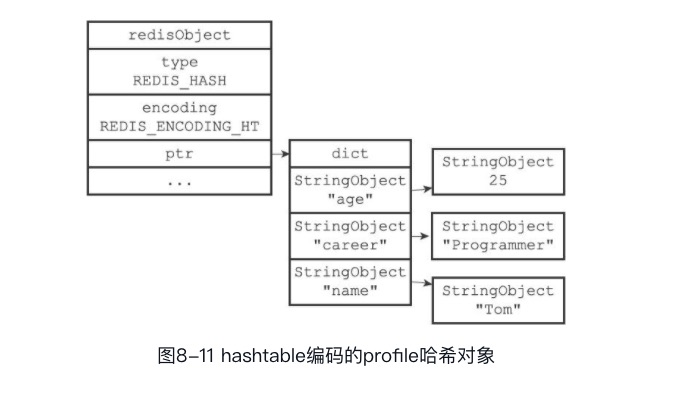 redisObject
type
REDIS_HASH
encoding
REDIS_ENCODING_HT
ptr
...
dict
StringObject
"age"
StringObject
"career"
StringObject
"name"
StringObject
25
StringObject
"Programmer"
StringObject
"Tom"
图8-11 hashtable编码的profile哈希对象